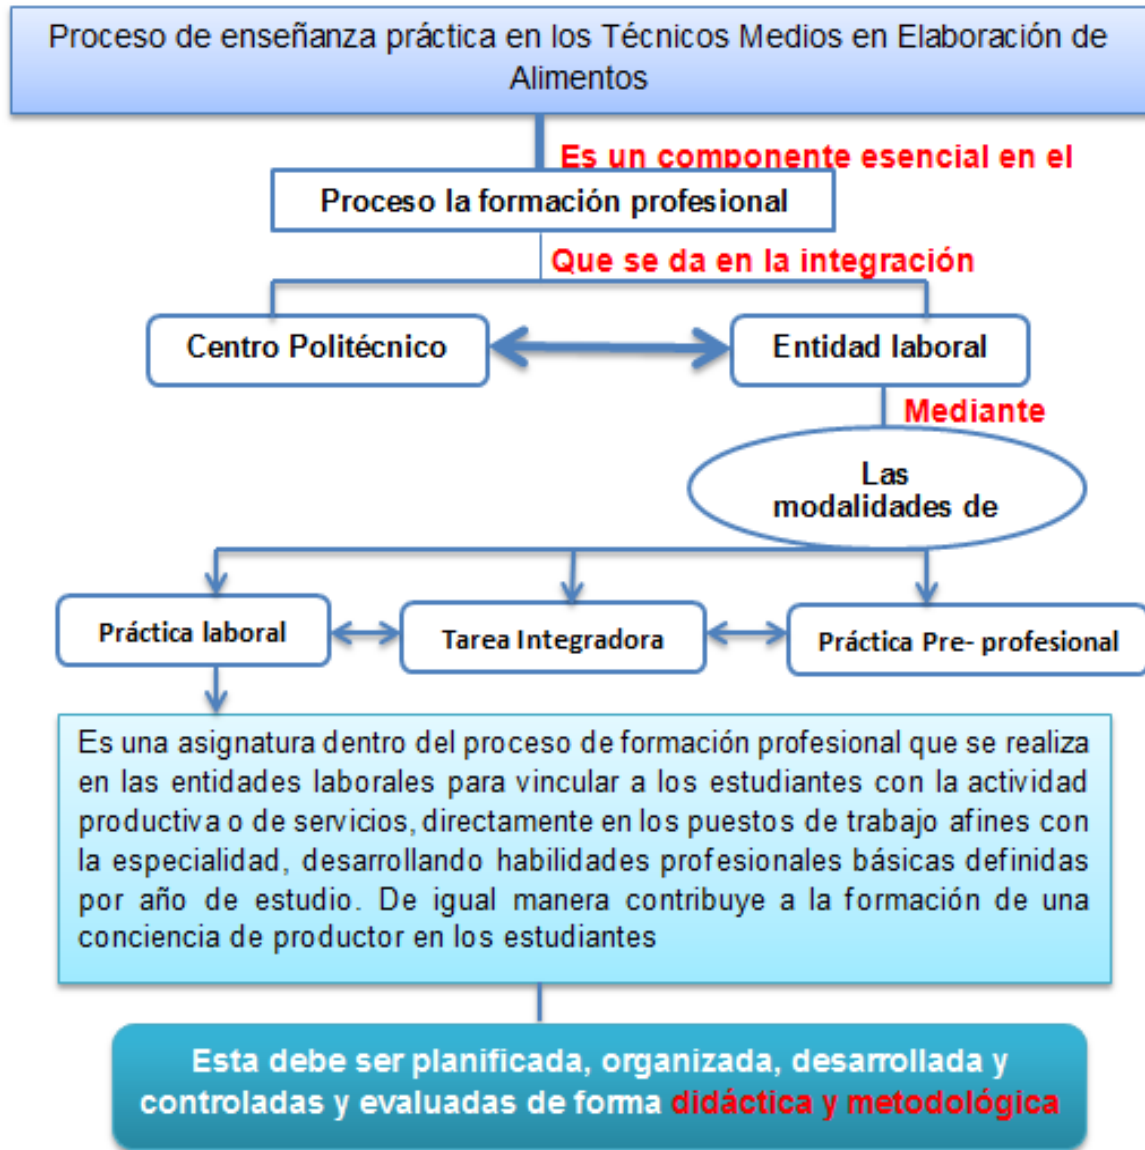 Proceso de enseñanza práctica en los Técnicos Medios en Elaboración de
Alimentos
Es un componente esencial en el
Proceso la formación profesional
Que se da en la integración
Centro Politécnico
Entidad laboral
Mediante
Las
modalidades de
Práctica laboral
Tarea Integradora
Práctica Pre- profesional
Es una asignatura dentro del proceso de formación profesional que se realiza
en las entidades laborales para vincular a los estudiantes con la actividad
productiva o de servicios, directamente en los puestos de trabajo afines con
la especialidad, desarrollando habilidades profesionales básicas definidas
por año de estudio. De igual manera contribuye a la formación de una
conciencia de productor en los estudiantes
Esta debe ser planificada, organizada, desarrollada y
controladas y evaluadas de forma didáctica y metodológica